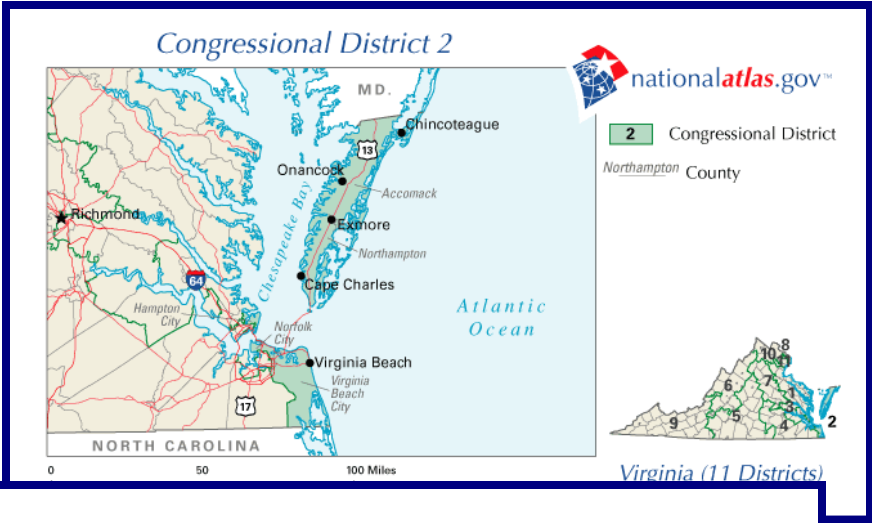 Congressional District 2
nationalatlas.gov™
MD.
Chincoteague
13
Onancock
Accomack
Exmore
Northampton
Chesapeake Bay
Richmond
64
Cape Charles
Hampton
City
Norfolk
City
Atlantic
Ocean
Virginia Beach
Virginia
Beach
City
17
NORTH CAROLINA
0 50 100 Miles
2 Congressional District
Northampton County
8
10
11
7
6
1
3
5
9
4
2
Virginia (11 Districts)